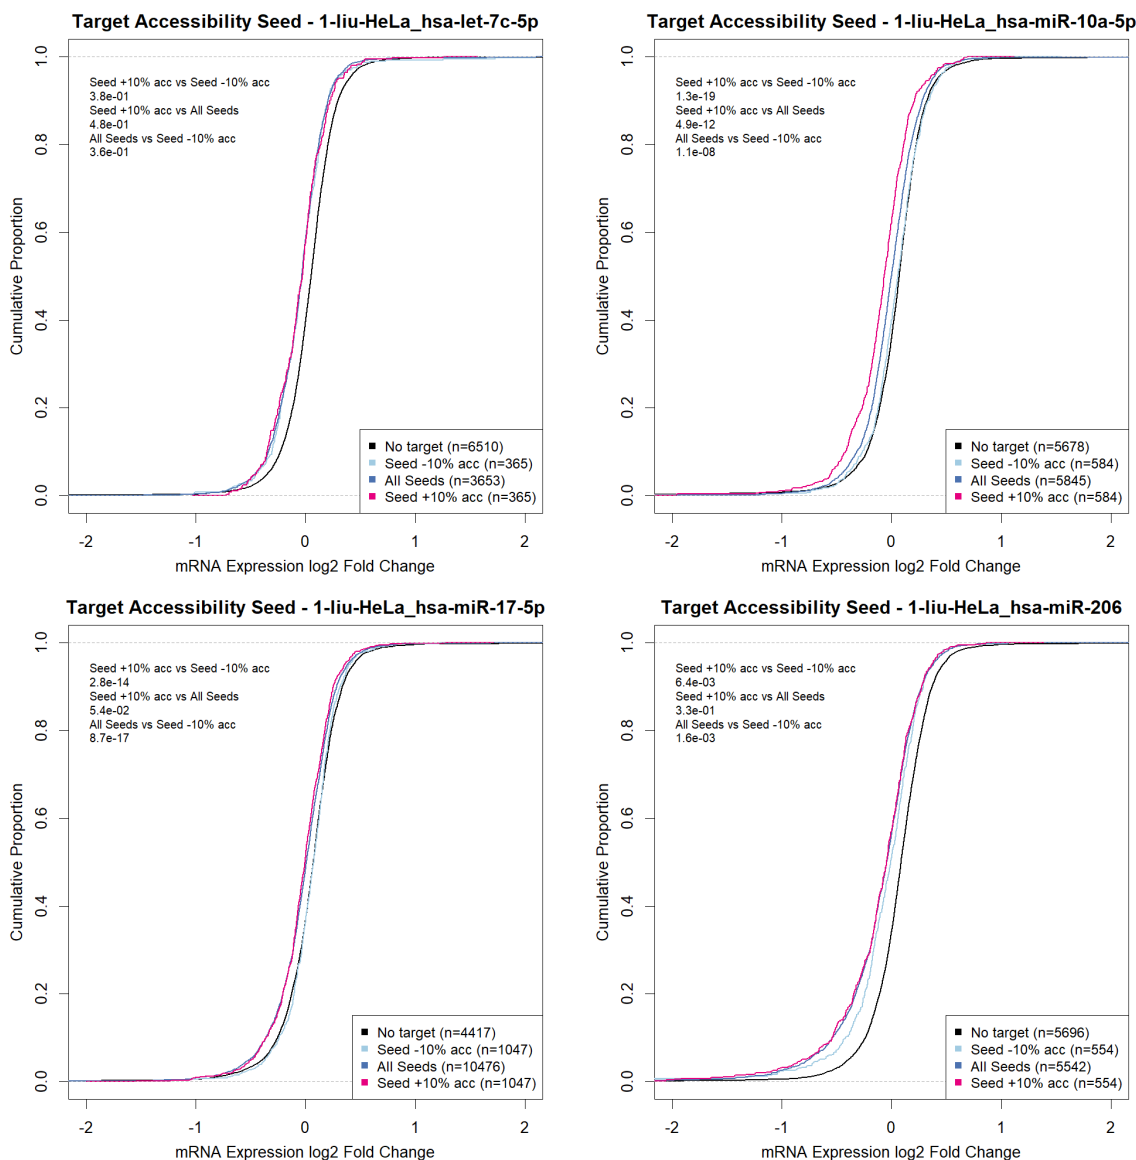 Target Accessibility Seed - 1-liu-HeLa_hsa-let-7c-5p
Seed +10% acc vs Seed -10% acc
3.8e-01
Seed +10% acc vs All Seeds
4.8e-01
All Seeds vs Seed -10% acc
3.6e-01
Cumulative Proportion
1.0
0.8
0.6
0.4
0.2
0.0
No target (n=6510)
Seed -10% acc (n=365)
All Seeds (n=3653)
Seed +10% acc (n=365)
-2 -1 0 1 2
mRNA Expression log2 Fold Change
Target Accessibility Seed - 1-liu-HeLa_hsa-miR-10a-5p
Seed +10% acc vs Seed -10% acc
1.3e-19
Seed +10% acc vs All Seeds
4.9e-12
All Seeds vs Seed -10% acc
1.1e-08
Cumulative Proportion
1.0
0.8
0.6
0.4
0.2
0.0
No target (n=5678)
Seed -10% acc (n=584)
All Seeds (n=5845)
Seed +10% acc (n=584)
-2 -1 0 1 2
mRNA Expression log2 Fold Change
Target Accessibility Seed - 1-liu-HeLa_hsa-miR-17-5p
Seed +10% acc vs Seed -10% acc
2.8e-14
Seed +10% acc vs All Seeds
5.4e-02
All Seeds vs Seed -10% acc
8.7e-17
Cumulative Proportion
1.0
0.8
0.6
0.4
0.2
0.0
No target (n=4417)
Seed -10% acc (n=1047)
All Seeds (n=10476)
Seed +10% acc (n=1047)
-2 -1 0 1 2
mRNA Expression log2 Fold Change
Target Accessibility Seed - 1-liu-HeLa_hsa-miR-206
Seed +10% acc vs Seed -10% acc
6.4e-03
Seed +10% acc vs All Seeds
3.3e-01
All Seeds vs Seed -10% acc
1.6e-03
Cumulative Proportion
1.0
0.8
0.6
0.4
0.2
0.0
No target (n=5696)
Seed -10% acc (n=554)
All Seeds (n=5542)
Seed +10% acc (n=554)
-2 -1 0 1 2
mRNA Expression log2 Fold Change